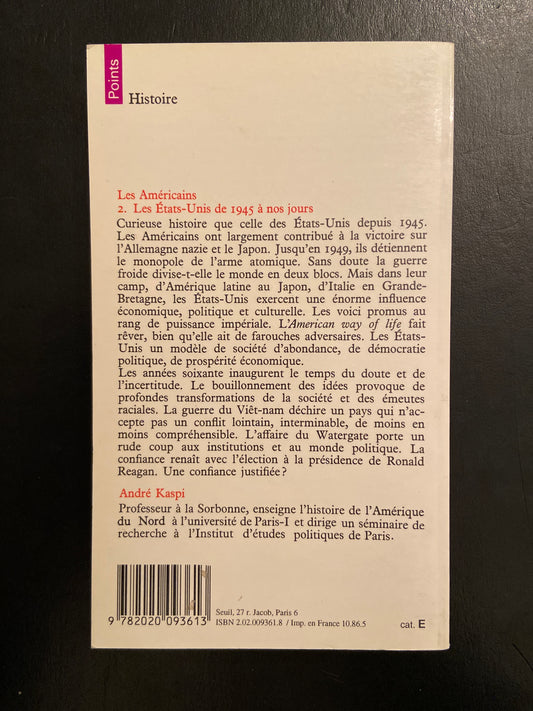 Points
Histoire
Les Américains
2. Les États-Unis de 1945 à nos jours
Curieuse histoire que celle des États-Unis depuis 1945.
Les Américains ont largement contribué à la victoire sur
l'Allemagne nazie et le Japon. Jusqu'en 1949, ils détiennent
le monopole de l'arme atomique. Sans doute la guerre
froide divise-t-elle le monde en deux blocs. Mais dans leur
camp, d'Amérique latine au Japon, d'Italie en Grande-
Bretagne, les États-Unis exercent une énorme influence
économique, politique et culturelle. Les voici promus au
rang de puissance impériale. L'American way of life fait
rêver, bien qu'elle ait de farouches adversaires. Les États-
Unis un modèle de société d'abondance, de démocratie
politique, de prospérité économique.
Les années soixante inaugurent le temps du doute et de
l'incertitude. Le bouillonnement des idées provoque de
profondes transformations de la société et des émeutes
raciales. La guerre du Viêt-nam déchire un pays qui n'ac-
cepte pas un conflit lointain, interminable, de moins en
moins compréhensible. L'affaire du Watergate porte un
rude coup aux institutions et au monde politique. La
confiance renaît avec l'élection à la présidence de Ronald
Reagan. Une confiance justifiée?
André Kaspi
Professeur à la Sorbonne, enseigne l'histoire de l'Amérique
du Nord à l'université de Paris-I et dirige un séminaire de
recherche à l'Institut d'études politiques de Paris.
9 782020 093613
Seuil, 27 r. Jacob, Paris 6
ISBN 2.02.009361.8 / Imp. en France 10.86.5
cat. E